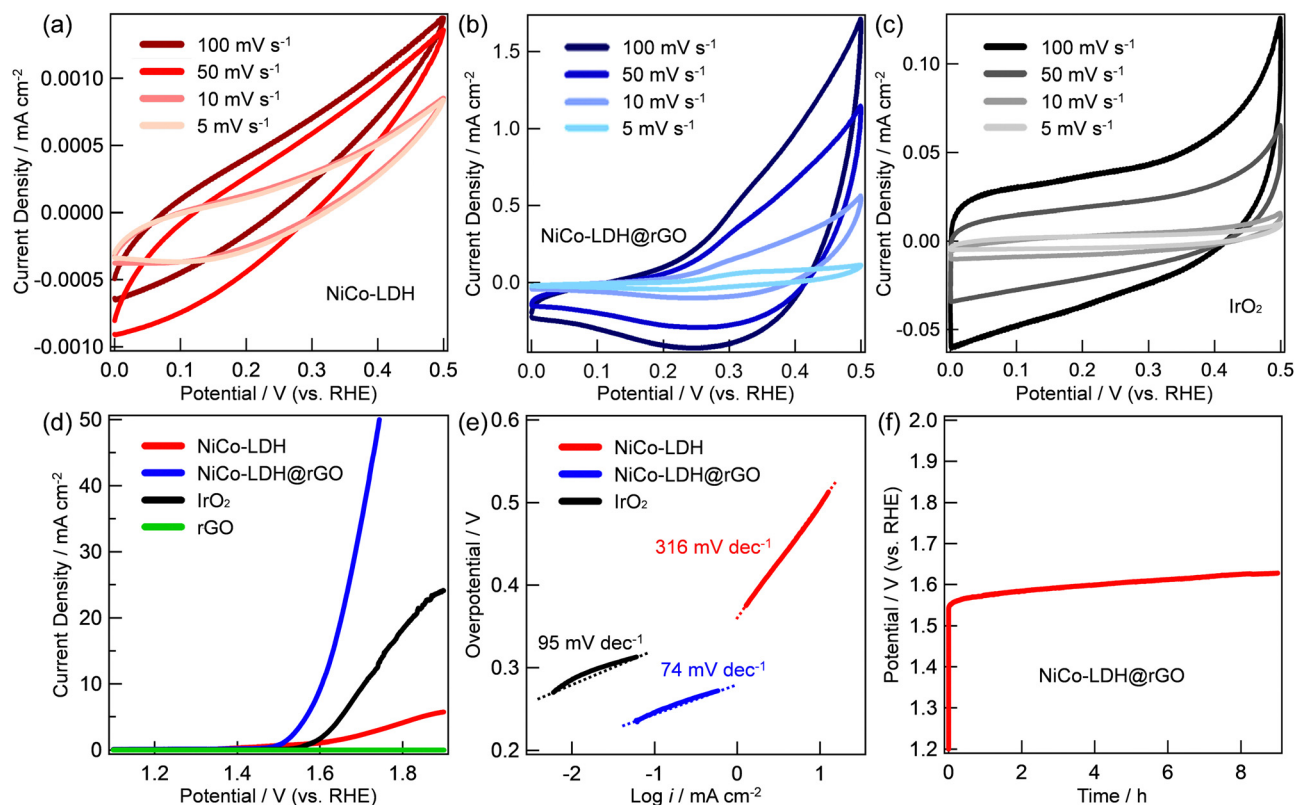 (a)
100 mV s⁻¹
50 mV s⁻¹
10 mV s⁻¹
5 mV s⁻¹
NiCo-LDH
0.0010
0.0005
0.0000
-0.0005
-0.0010
Current Density / mA cm⁻²
0.0 0.1 0.2 0.3 0.4 0.5
Potential / V (vs. RHE)
(b)
100 mV s⁻¹
50 mV s⁻¹
10 mV s⁻¹
5 mV s⁻¹
NiCo-LDH@rGO
1.5
1.0
0.5
0.0
Current Density / mA cm⁻²
0.0 0.1 0.2 0.3 0.4 0.5
Potential / V (vs. RHE)
(c)
100 mV s⁻¹
50 mV s⁻¹
10 mV s⁻¹
5 mV s⁻¹
IrO₂
0.10
0.05
0.00
-0.05
Current Density / mA cm⁻²
0.0 0.1 0.2 0.3 0.4 0.5
Potential / V (vs. RHE)
(d)
NiCo-LDH
NiCo-LDH@rGO
IrO₂
rGO
50
40
30
20
10
0
Current Density / mA cm⁻²
1.2 1.4 1.6 1.8
Potential / V (vs. RHE)
(e)
NiCo-LDH
NiCo-LDH@rGO
IrO₂
316 mV dec⁻¹
95 mV dec⁻¹
74 mV dec⁻¹
0.6
0.5
0.4
0.3
0.2
Overpotential / V
-2 -1 0 1
Log i / mA cm⁻²
(f)
2.0
1.9
1.8
1.7
1.6
1.5
1.4
1.3
1.2
Potential / V (vs. RHE)
NiCo-LDH@rGO
0 2 4 6 8
Time / h